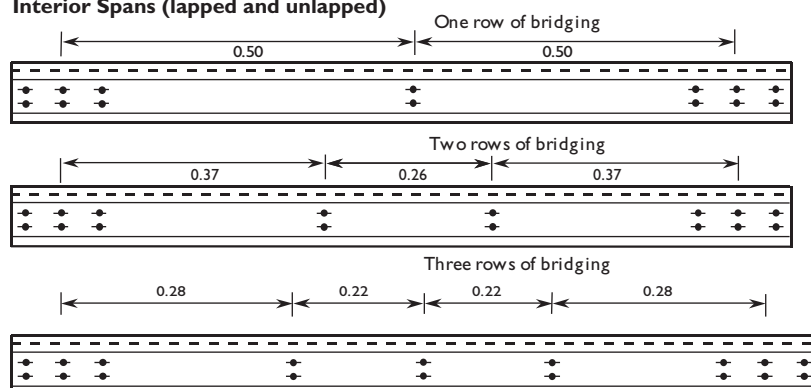 Interior Spans (lapped and unlapped)
One row of bridging
0.50 0.50
Two rows of bridging
0.37 0.26 0.37
Three rows of bridging
0.28 0.22 0.22 0.28